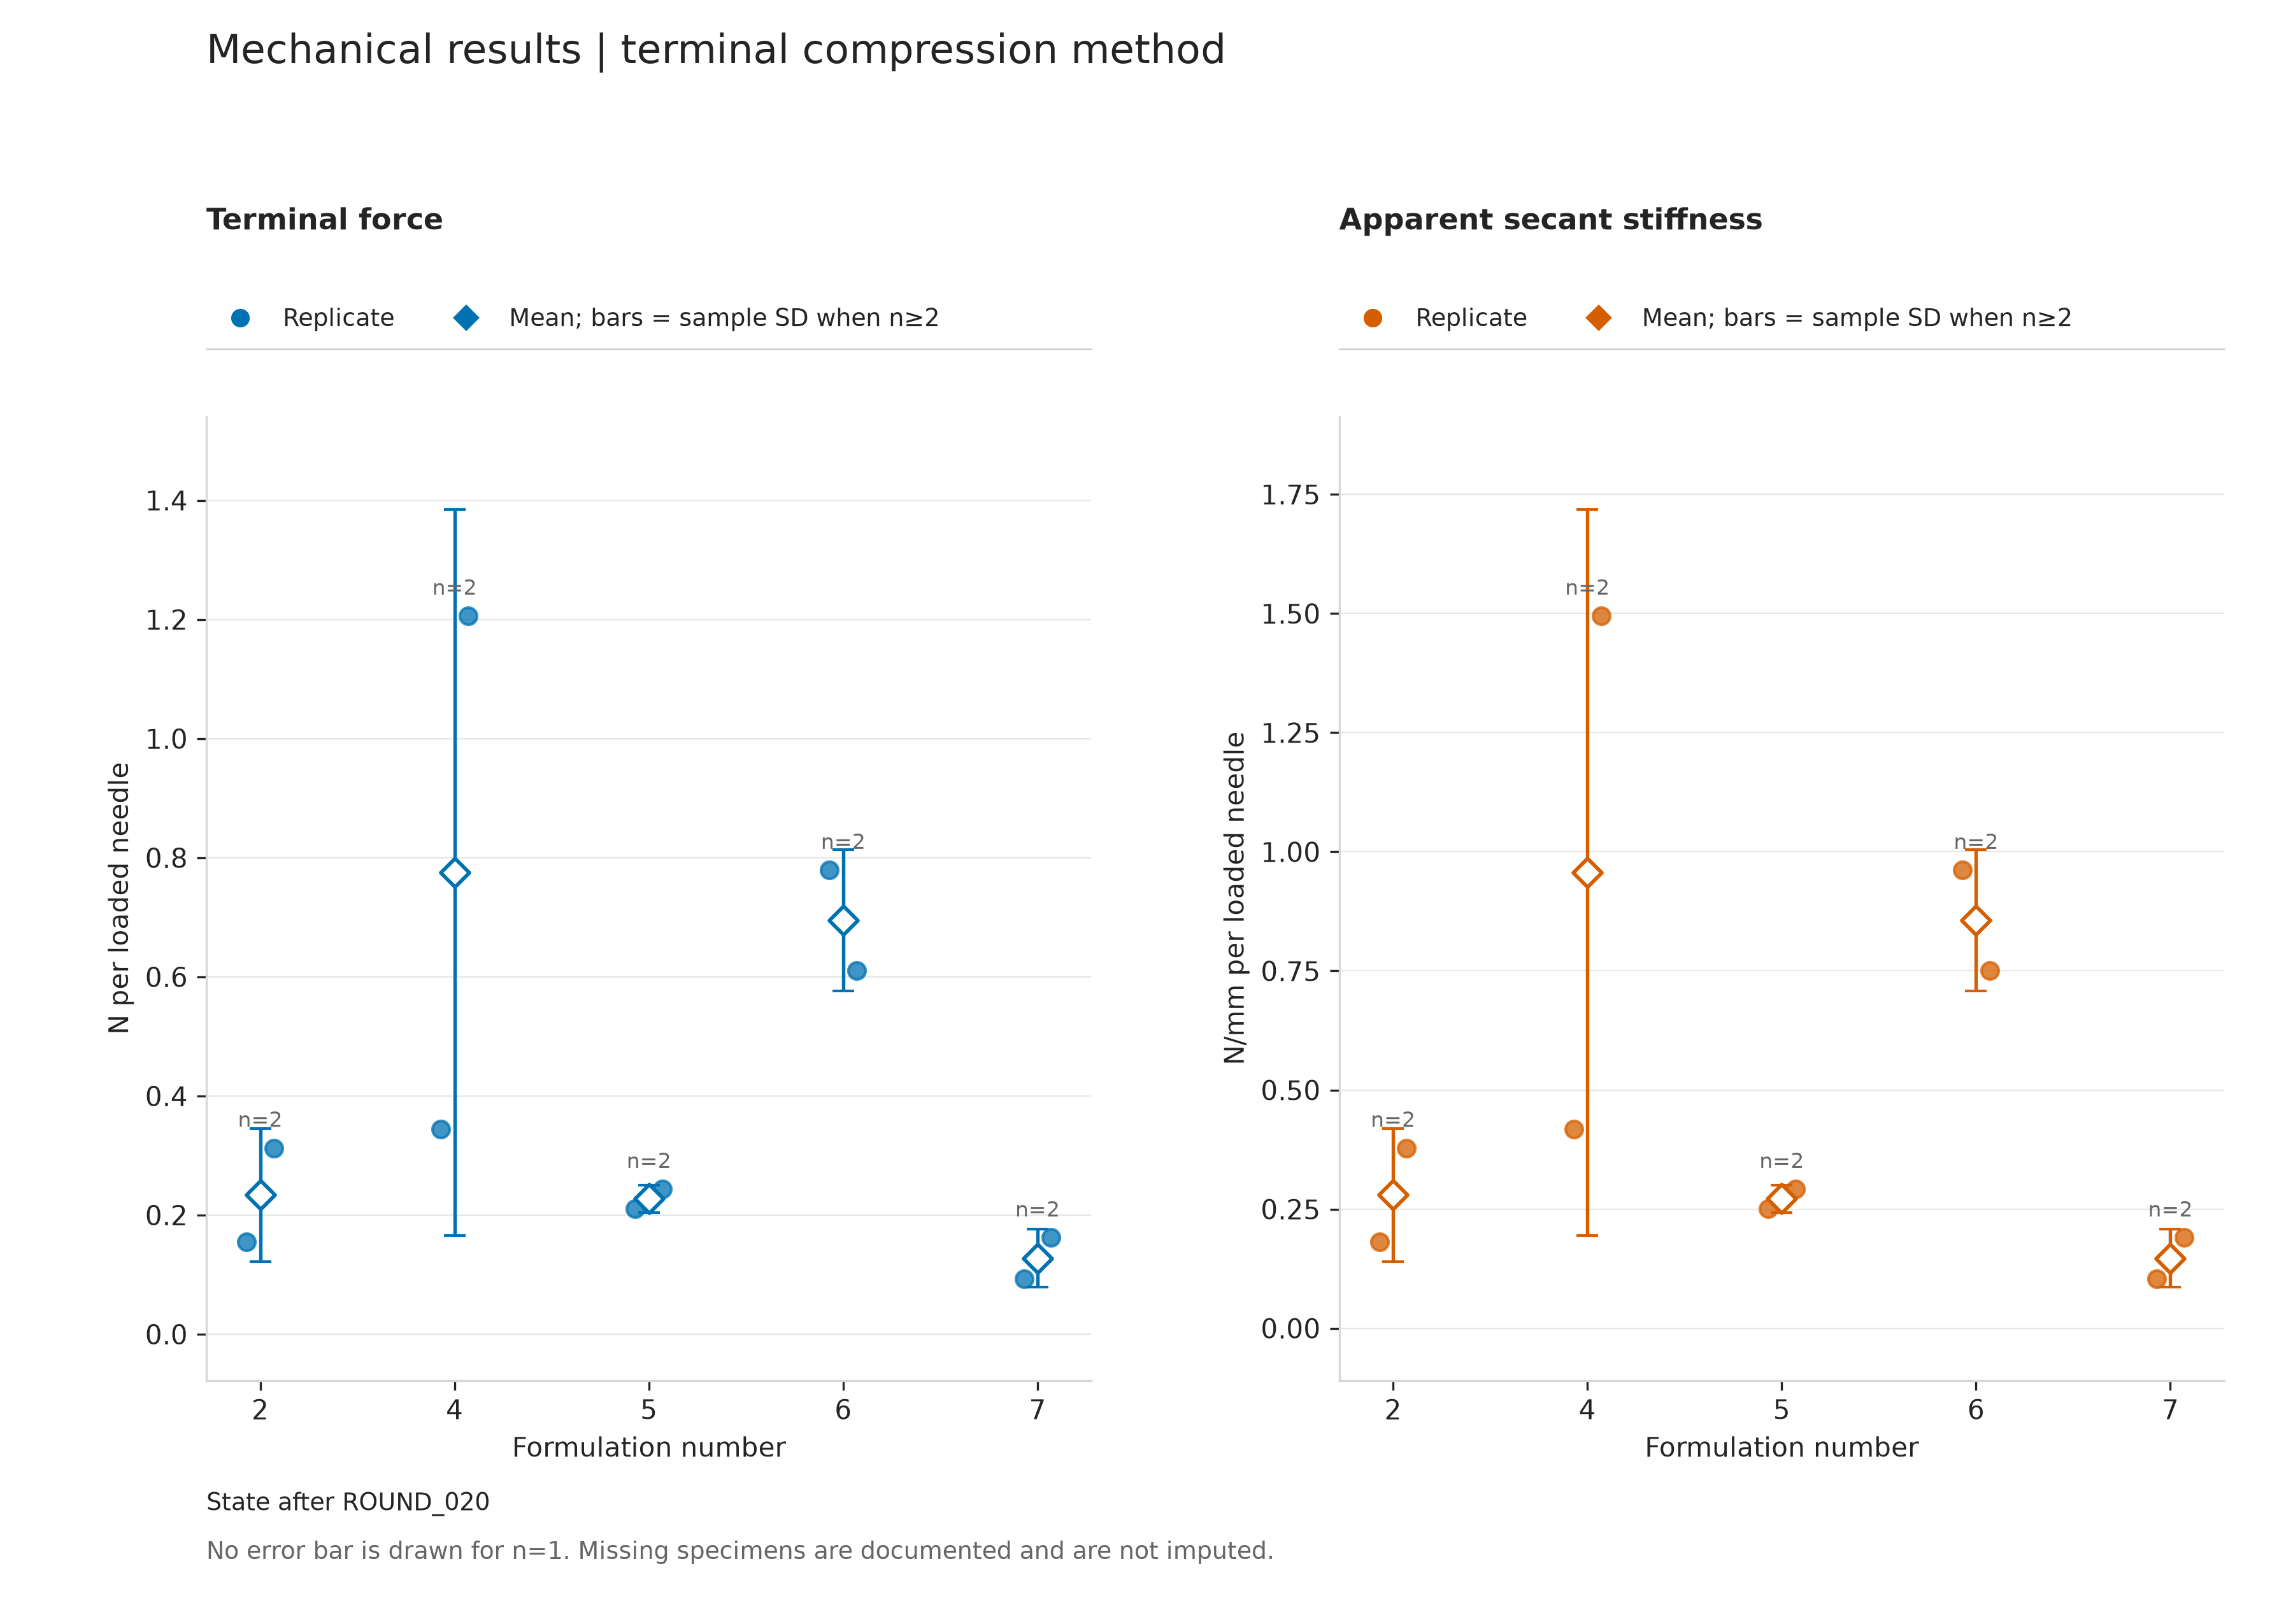 Mechanical results | terminal compression method
Terminal force
Replicate
Mean; bars = sample SD when n≥2
N per loaded needle
1.4
1.2
1.0
0.8
0.6
0.4
0.2
0.0
n=2
n=2
n=2
n=2
n=2
2
4
5
6
7
Formulation number
Apparent secant stiffness
Replicate
Mean; bars = sample SD when n≥2
N/mm per loaded needle
1.75
1.50
1.25
1.00
0.75
0.50
0.25
0.00
n=2
n=2
n=2
n=2
n=2
2
4
5
6
7
Formulation number
State after ROUND_020
No error bar is drawn for n=1. Missing specimens are documented and are not imputed.